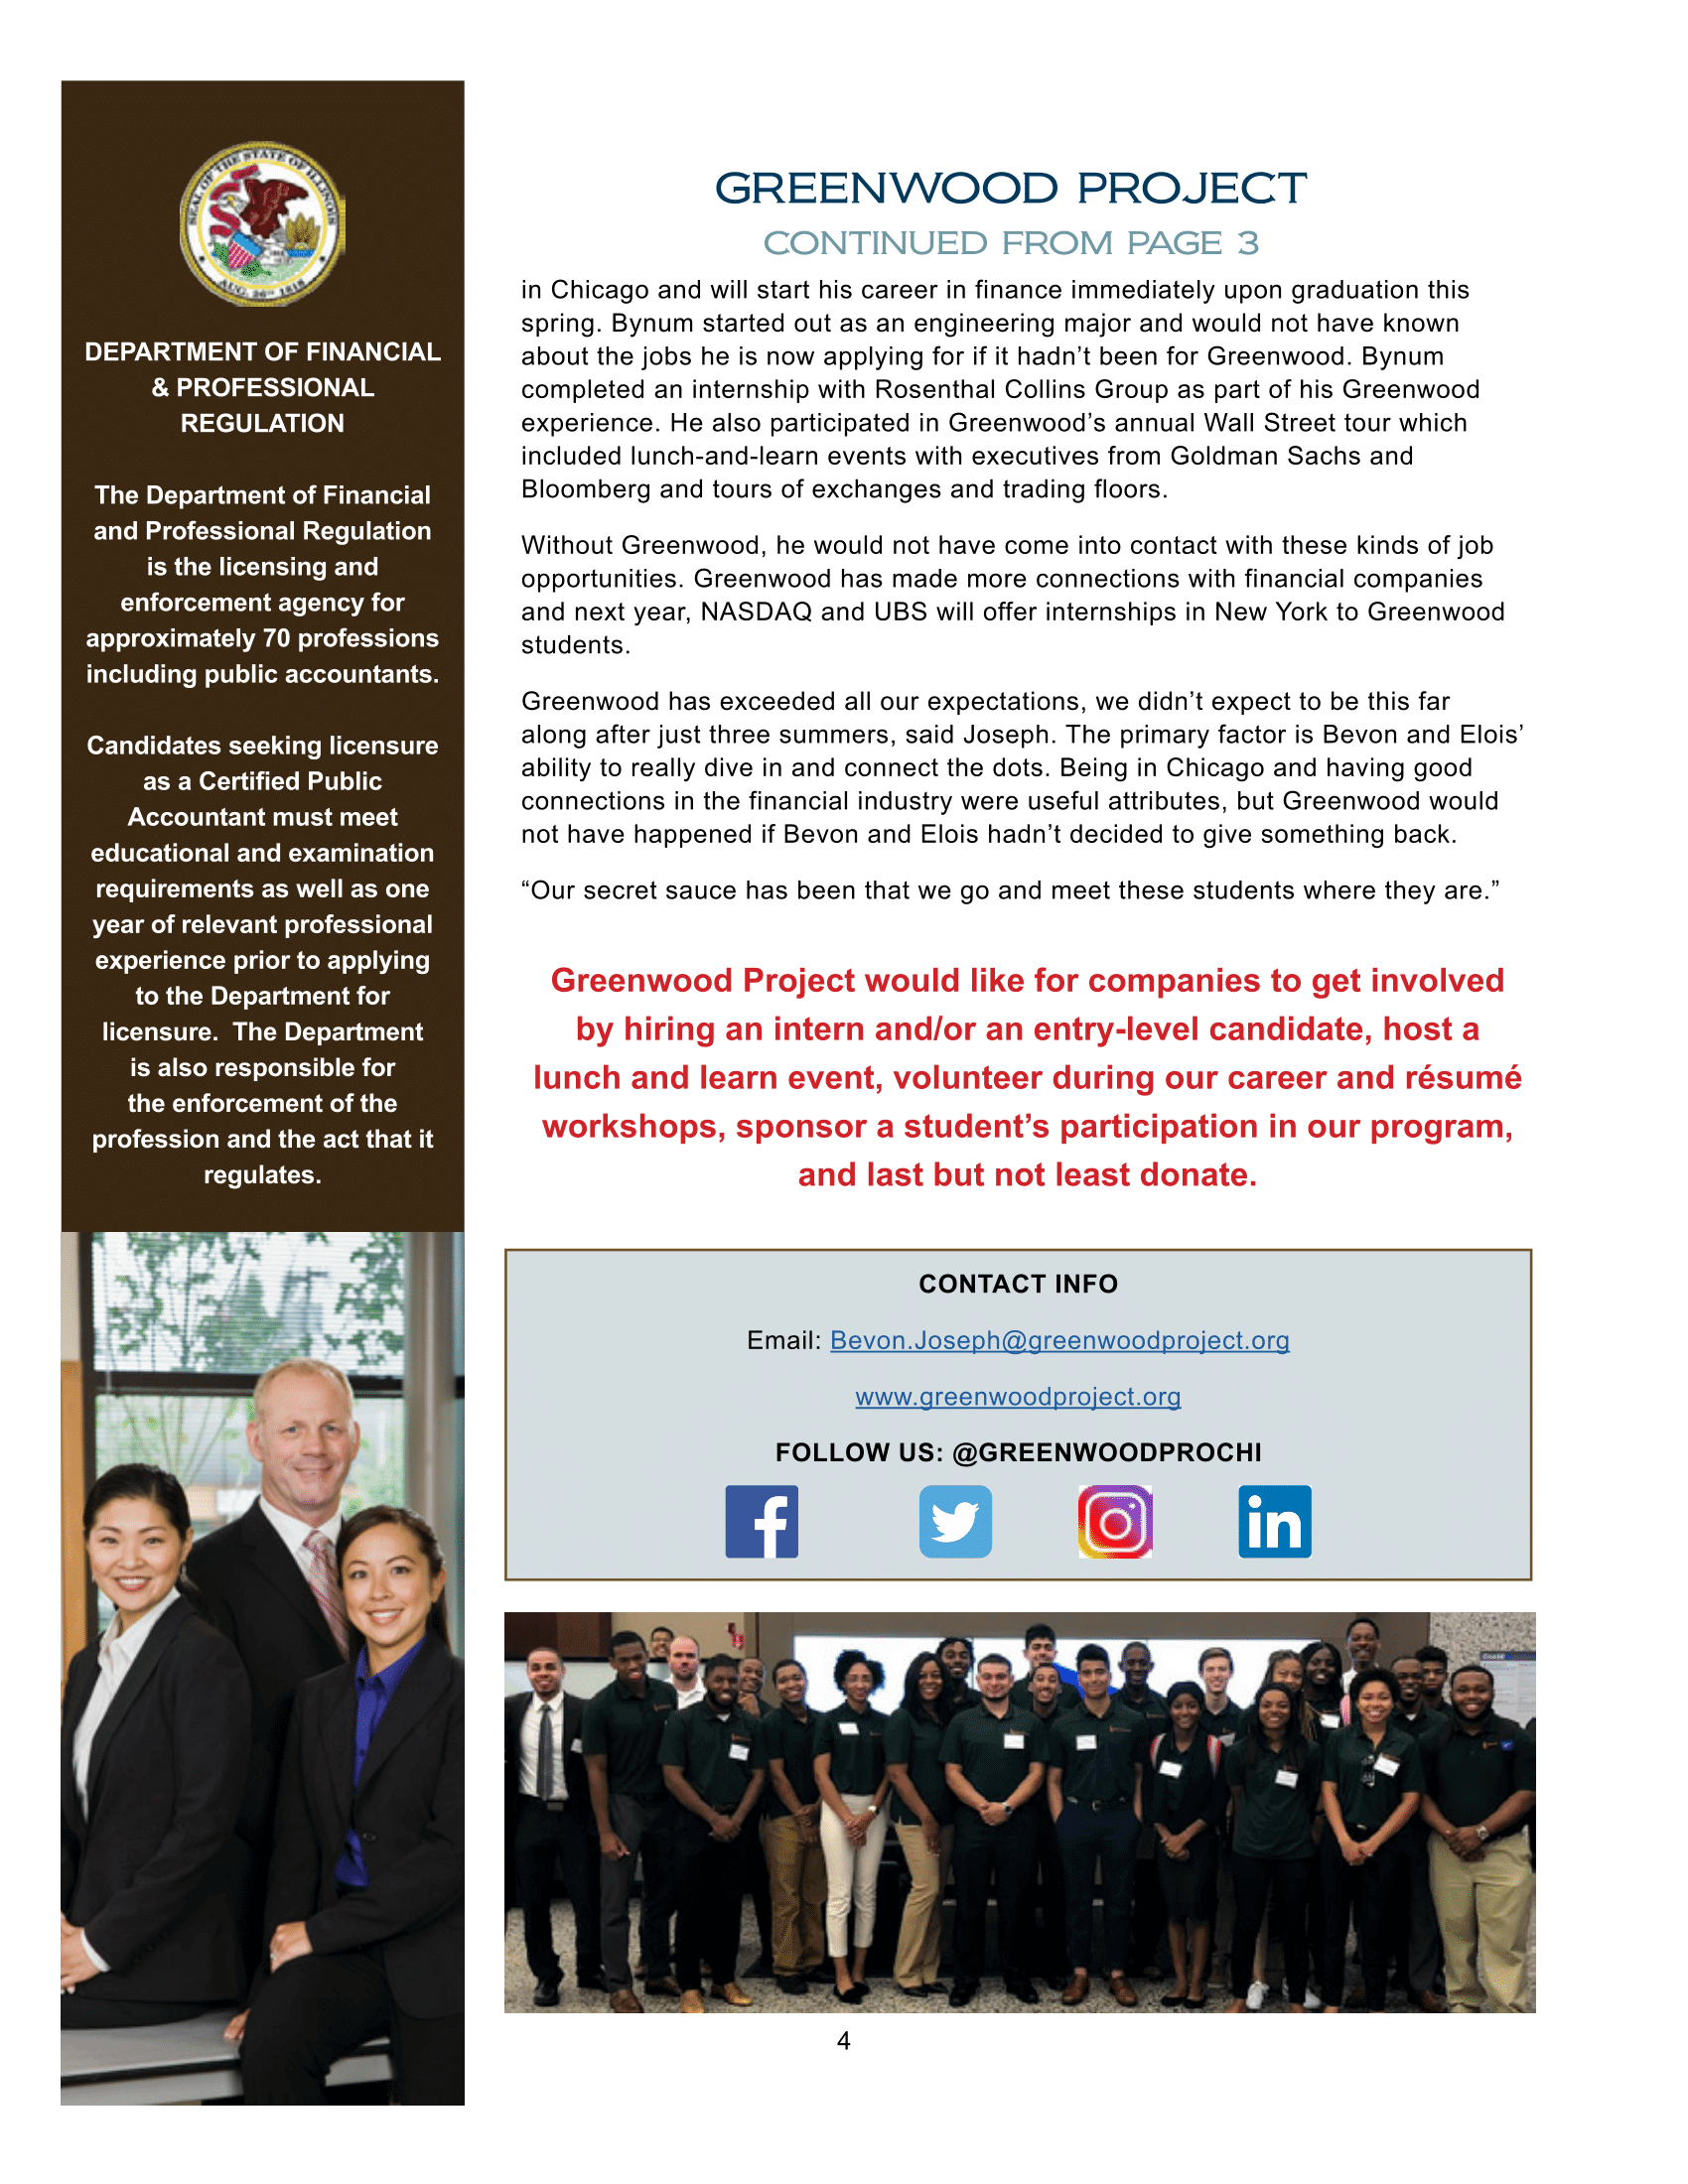 SEAL OF THE STATE OF ILLINOIS
AUG. 26TH 1818
DEPARTMENT OF FINANCIAL
& PROFESSIONAL
REGULATION
The Department of Financial
and Professional Regulation
is the licensing and
enforcement agency for
approximately 70 professions
including public accountants.
Candidates seeking licensure
as a Certified Public
Accountant must meet
educational and examination
requirements as well as one
year of relevant professional
experience prior to applying
to the Department for
licensure.  The Department
is also responsible for
the enforcement of the
profession and the act that it
regulates.
GREENWOOD PROJECT
CONTINUED FROM PAGE 3
in Chicago and will start his career in finance immediately upon graduation this
spring. Bynum started out as an engineering major and would not have known
about the jobs he is now applying for if it hadn’t been for Greenwood. Bynum
completed an internship with Rosenthal Collins Group as part of his Greenwood
experience. He also participated in Greenwood’s annual Wall Street tour which
included lunch-and-learn events with executives from Goldman Sachs and
Bloomberg and tours of exchanges and trading floors.
Without Greenwood, he would not have come into contact with these kinds of job
opportunities. Greenwood has made more connections with financial companies
and next year, NASDAQ and UBS will offer internships in New York to Greenwood
students.
Greenwood has exceeded all our expectations, we didn’t expect to be this far
along after just three summers, said Joseph. The primary factor is Bevon and Elois’
ability to really dive in and connect the dots. Being in Chicago and having good
connections in the financial industry were useful attributes, but Greenwood would
not have happened if Bevon and Elois hadn’t decided to give something back.
“Our secret sauce has been that we go and meet these students where they are.”
Greenwood Project would like for companies to get involved
by hiring an intern and/or an entry-level candidate, host a
lunch and learn event, volunteer during our career and résumé
workshops, sponsor a student’s participation in our program,
and last but not least donate.
CONTACT INFO
Email: Bevon.Joseph@greenwoodproject.org
www.greenwoodproject.org
FOLLOW US: @GREENWOODPROCHI
4